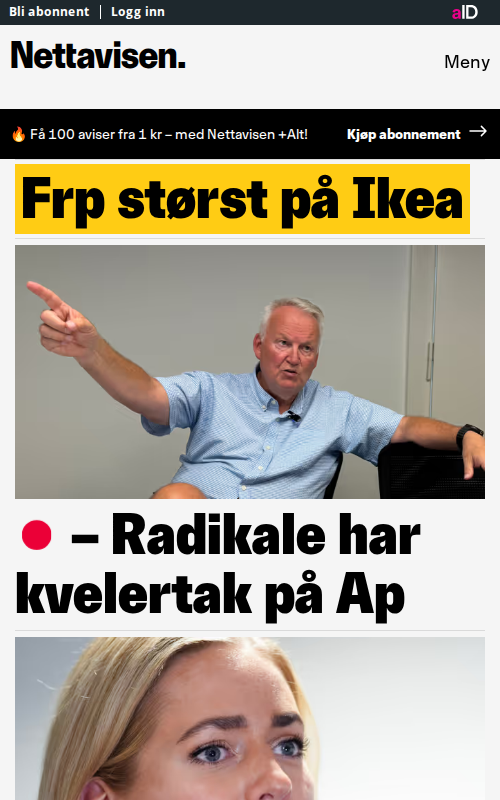 Bli abonnent | Logg inn
aID
Nettavisen.
Meny
🔥 Få 100 aviser fra 1 kr – med Nettavisen +Alt!
Kjøp abonnement →
Frp størst på Ikea
– Radikale har
kvelertak på Ap